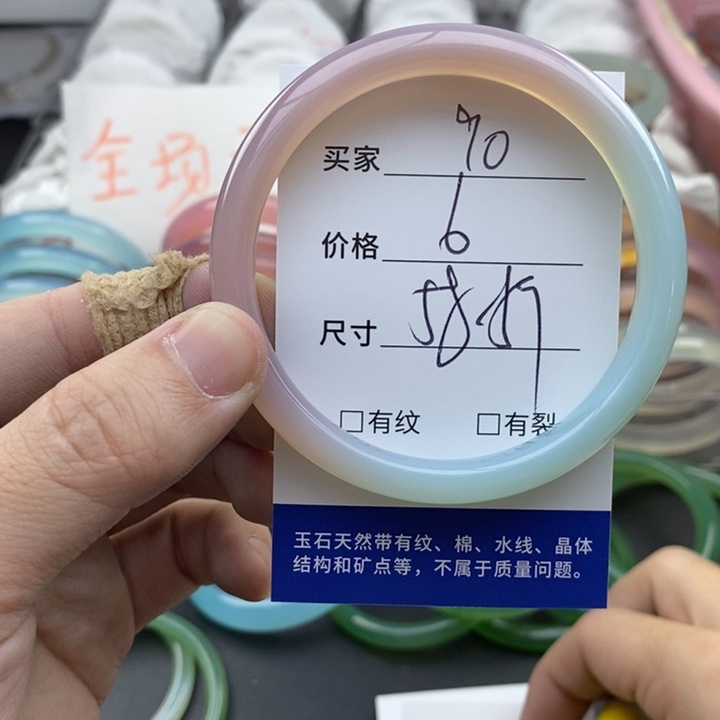 全场
买家 70
价格 6
尺寸 58
□有纹 □有裂
玉石天然带有纹、棉、水线、晶体
结构和矿点等，不属于质量问题。